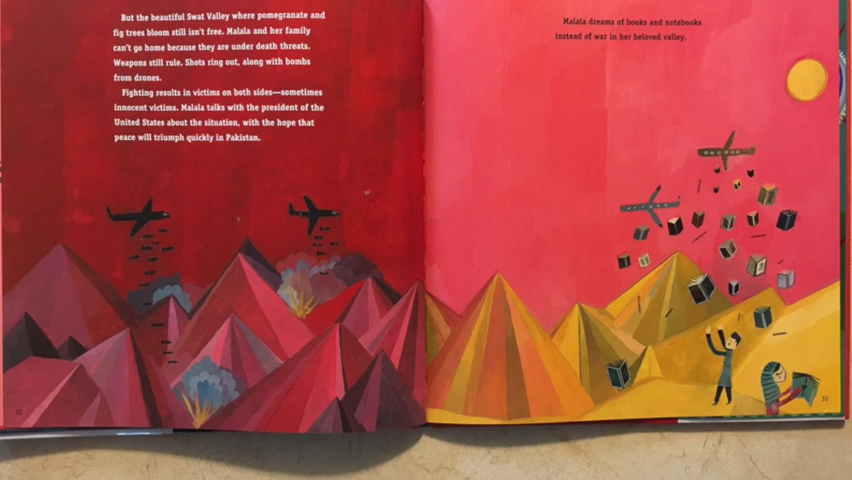 But the beautiful Swat Valley where pomegranate and
fig trees bloom still isn't free. Malala and her family
can't go home because they are under death threats.
Weapons still rule. Shots ring out, along with bombs
from drones.
Fighting results in victims on both sides—sometimes
innocent victims. Malala talks with the president of the
United States about the situation, with the hope that
peace will triumph quickly in Pakistan.
32
Malala dreams of books and notebooks
instead of war in her beloved valley.
33